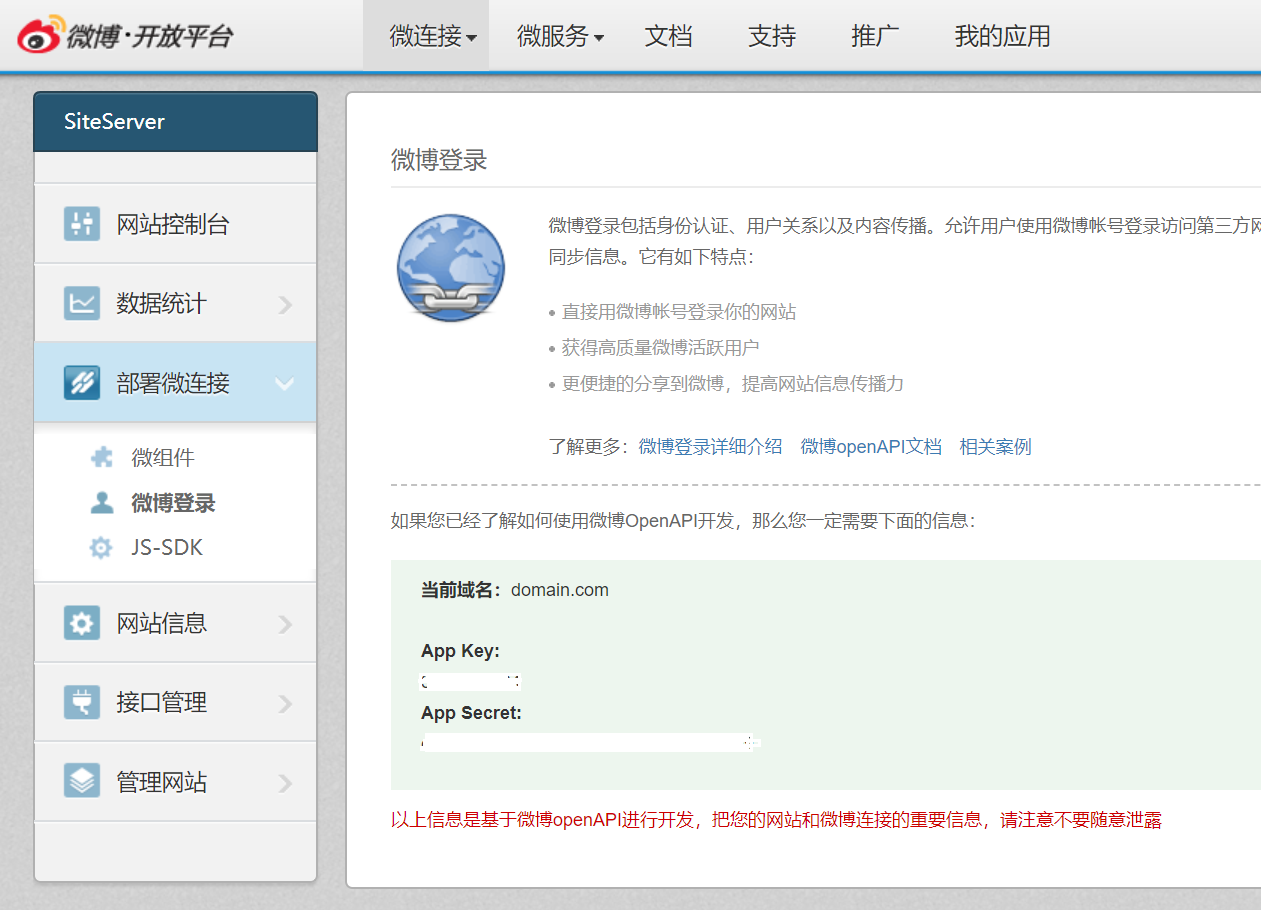 微博·开放平台
微连接 微服务 文档 支持 推广 我的应用
SiteServer
网站控制台
数据统计
部署微连接
微组件
微博登录
JS-SDK
网站信息
接口管理
管理网站
微博登录
微博登录包括身份认证、用户关系以及内容传播。允许用户使用微博帐号登录访问第三方网
同步信息。它有如下特点：
• 直接用微博帐号登录你的网站
• 获得高质量微博活跃用户
• 更便捷的分享到微博，提高网站信息传播力
了解更多：微博登录详细介绍 微博openAPI文档 相关案例
如果您已经了解如何使用微博OpenAPI开发，那么您一定需要下面的信息：
当前域名：domain.com
App Key:
App Secret:
以上信息是基于微博openAPI进行开发，把您的网站和微博连接的重要信息，请注意不要随意泄露